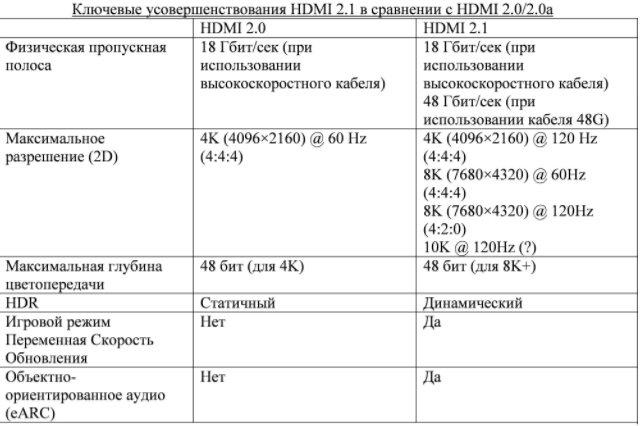 Ключевые усовершенствования HDMI 2.1 в сравнении с HDMI 2.0/2.0a
HDMI 2.0
HDMI 2.1
Физическая пропускная
полоса
18 Гбит/сек (при
использовании
высокоскоростного кабеля)
18 Гбит/сек (при
использовании
высокоскоростного кабеля)
48 Гбит/сек (при
использовании кабеля 48G)
Максимальное
разрешение (2D)
4K (4096×2160) @ 60 Hz
(4:4:4)
4K (4096×2160) @ 120 Hz
(4:4:4)
8K (7680×4320) @ 60Hz
(4:4:4)
8K (7680×4320) @ 120Hz
(4:2:0)
10K @ 120Hz (?)
Максимальная глубина
цветопередачи
48 бит (для 4K)
48 бит (для 8K+)
HDR
Статичный
Динамический
Игровой режим
Переменная Скорость
Обновления
Нет
Да
Объектно-
ориентированное аудио
(eARC)
Нет
Да